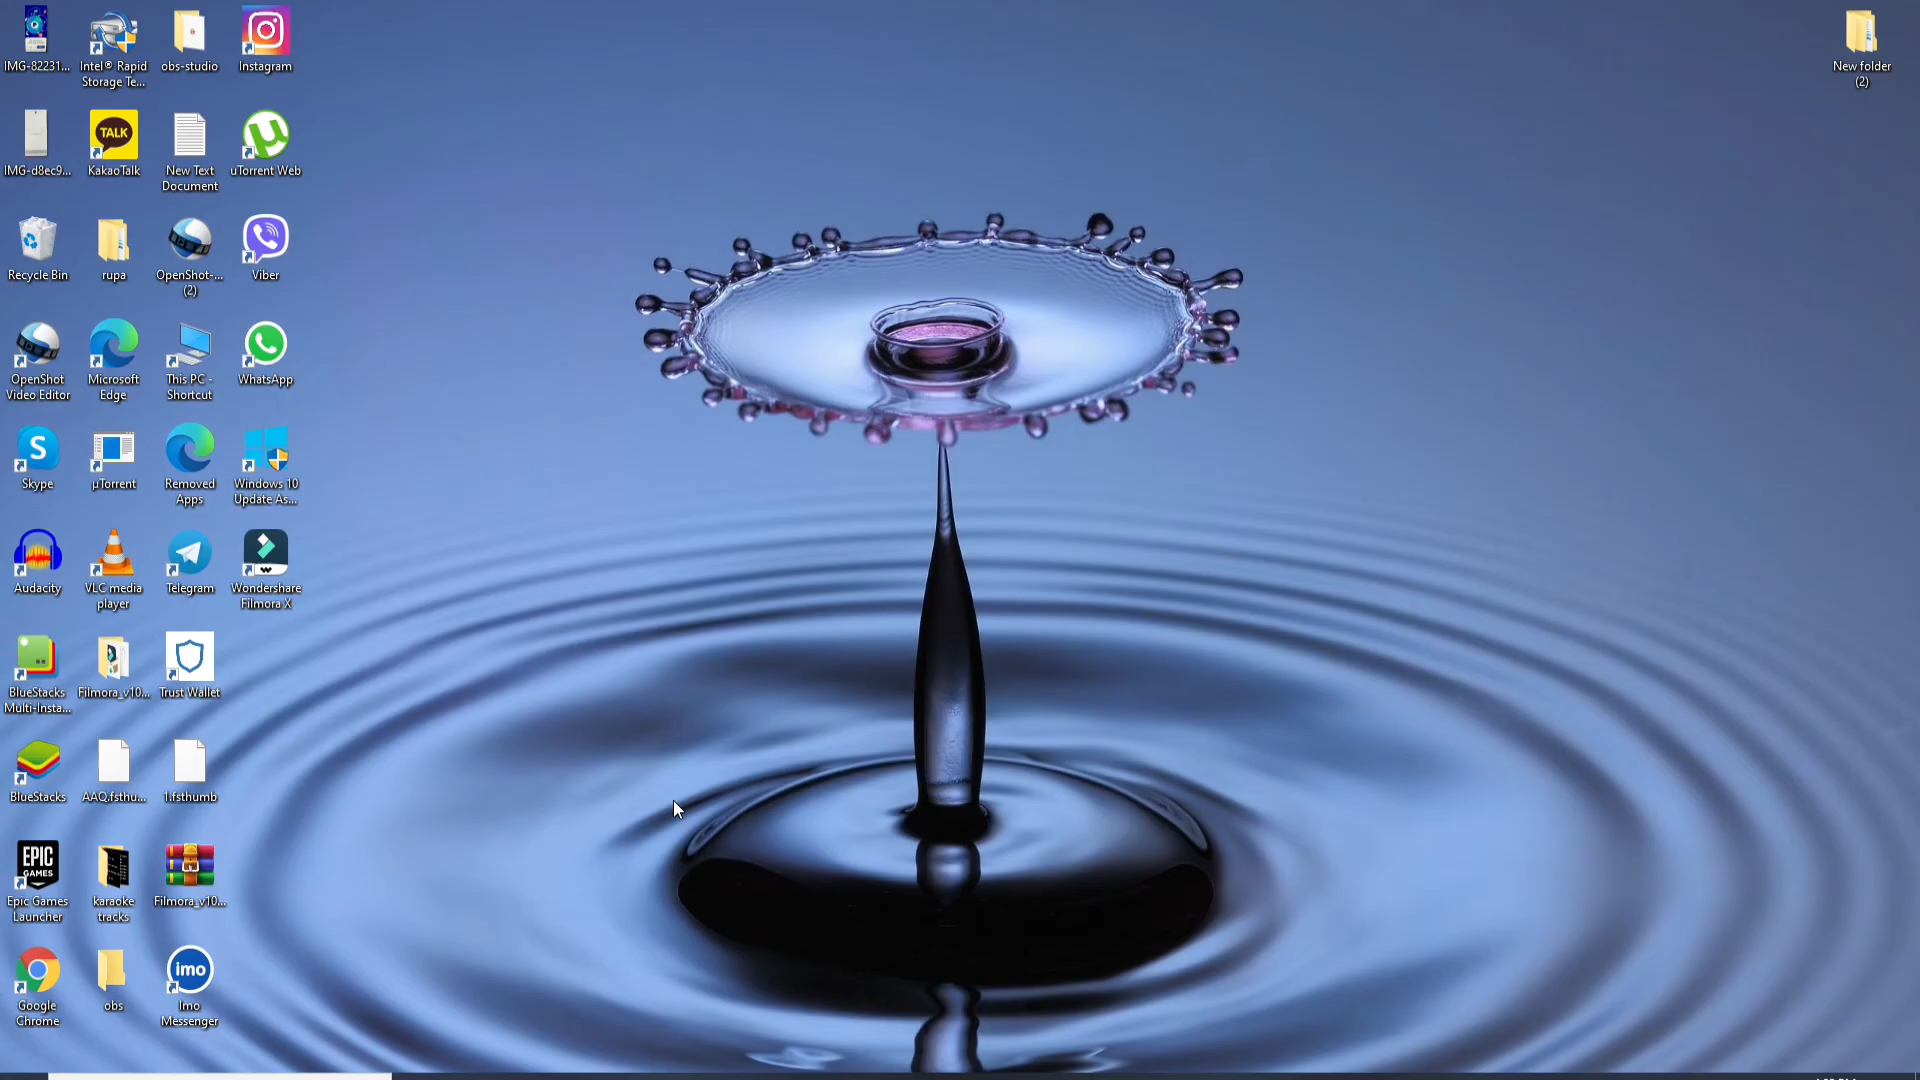 IMG-82231...
Intel® Rapid
Storage Te...
obs-studio
Instagram
New folder
(2)
IMG-d8ec9...
TALK
KakaoTalk
New Text
Document
uTorrent Web
Recycle Bin
rupa
OpenShot-...
(2)
Viber
OpenShot
Video Editor
Microsoft
Edge
This PC -
Shortcut
WhatsApp
S
Skype
µTorrent
Removed
Apps
Windows 10
Update As...
Audacity
VLC media
player
Telegram
Wondershare
Filmora X
BlueStacks
Multi-Insta...
Filmora_v10...
Trust Wallet
BlueStacks
AAQ.fsthu...
1.fsthumb
EPIC
GAMES
Epic Games
Launcher
karaoke
tracks
Filmora_v10...
Google
Chrome
obs
imo
Imo
Messenger